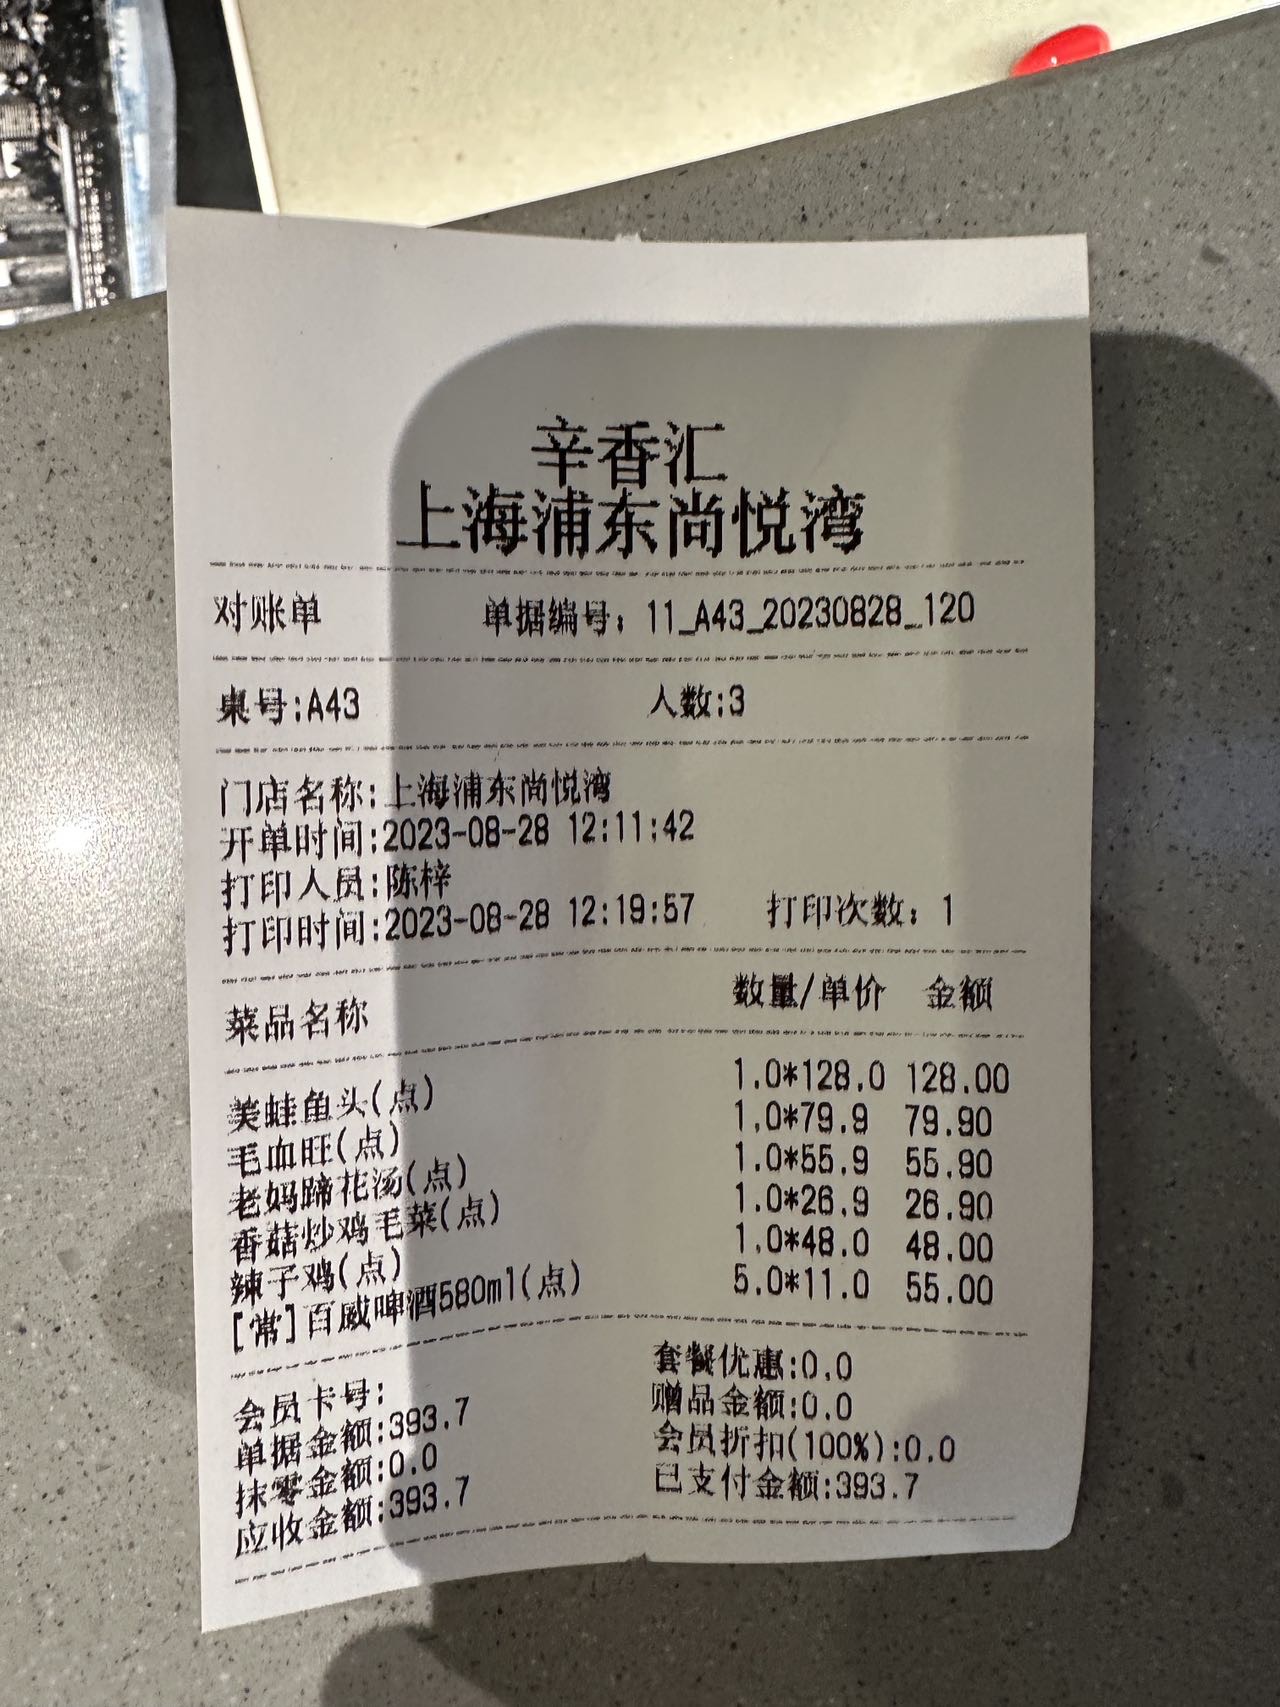 辛香汇
上海浦东尚悦湾
对账单 单据编号：11_A43_20230828_120
桌号:A43 人数:3
门店名称:上海浦东尚悦湾
开单时间:2023-08-28 12:11:42
打印人员:陈梓
打印时间:2023-08-28 12:19:57 打印次数：1
菜品名称 数量/单价 金额
美蛙鱼头(点) 1.0*128.0 128.00
毛血旺(点) 1.0*79.9 79.90
老妈蹄花汤(点) 1.0*55.9 55.90
香菇炒鸡毛菜(点) 1.0*26.9 26.90
辣子鸡(点) 1.0*48.0 48.00
[常]百威啤酒580ml(点) 5.0*11.0 55.00
会员卡号: 套餐优惠:0.0
单据金额:393.7 赠品金额:0.0
抹零金额:0.0 会员折扣(100%):0.0
应收金额:393.7 已支付金额:393.7